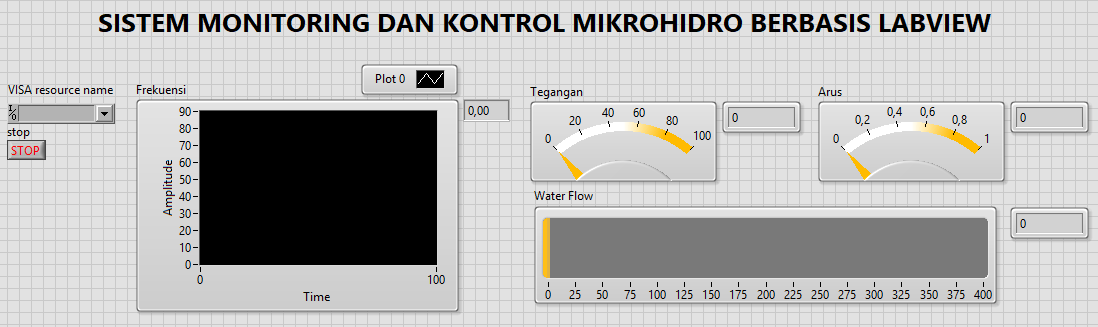 SISTEM MONITORING DAN KONTROL MIKROHIDRO BERBASIS LABVIEW
VISA resource name
I/O
stop
STOP
Frekuensi
Plot 0
0,00
90
80
70
60
50
40
30
20
10
0
Amplitude
0 100
Time
Tegangan
0 20 40 60 80 100
0
Arus
0 0,2 0,4 0,6 0,8 1
0
Water Flow
0
0 25 50 75 100 125 150 175 200 225 250 275 300 325 350 375 400